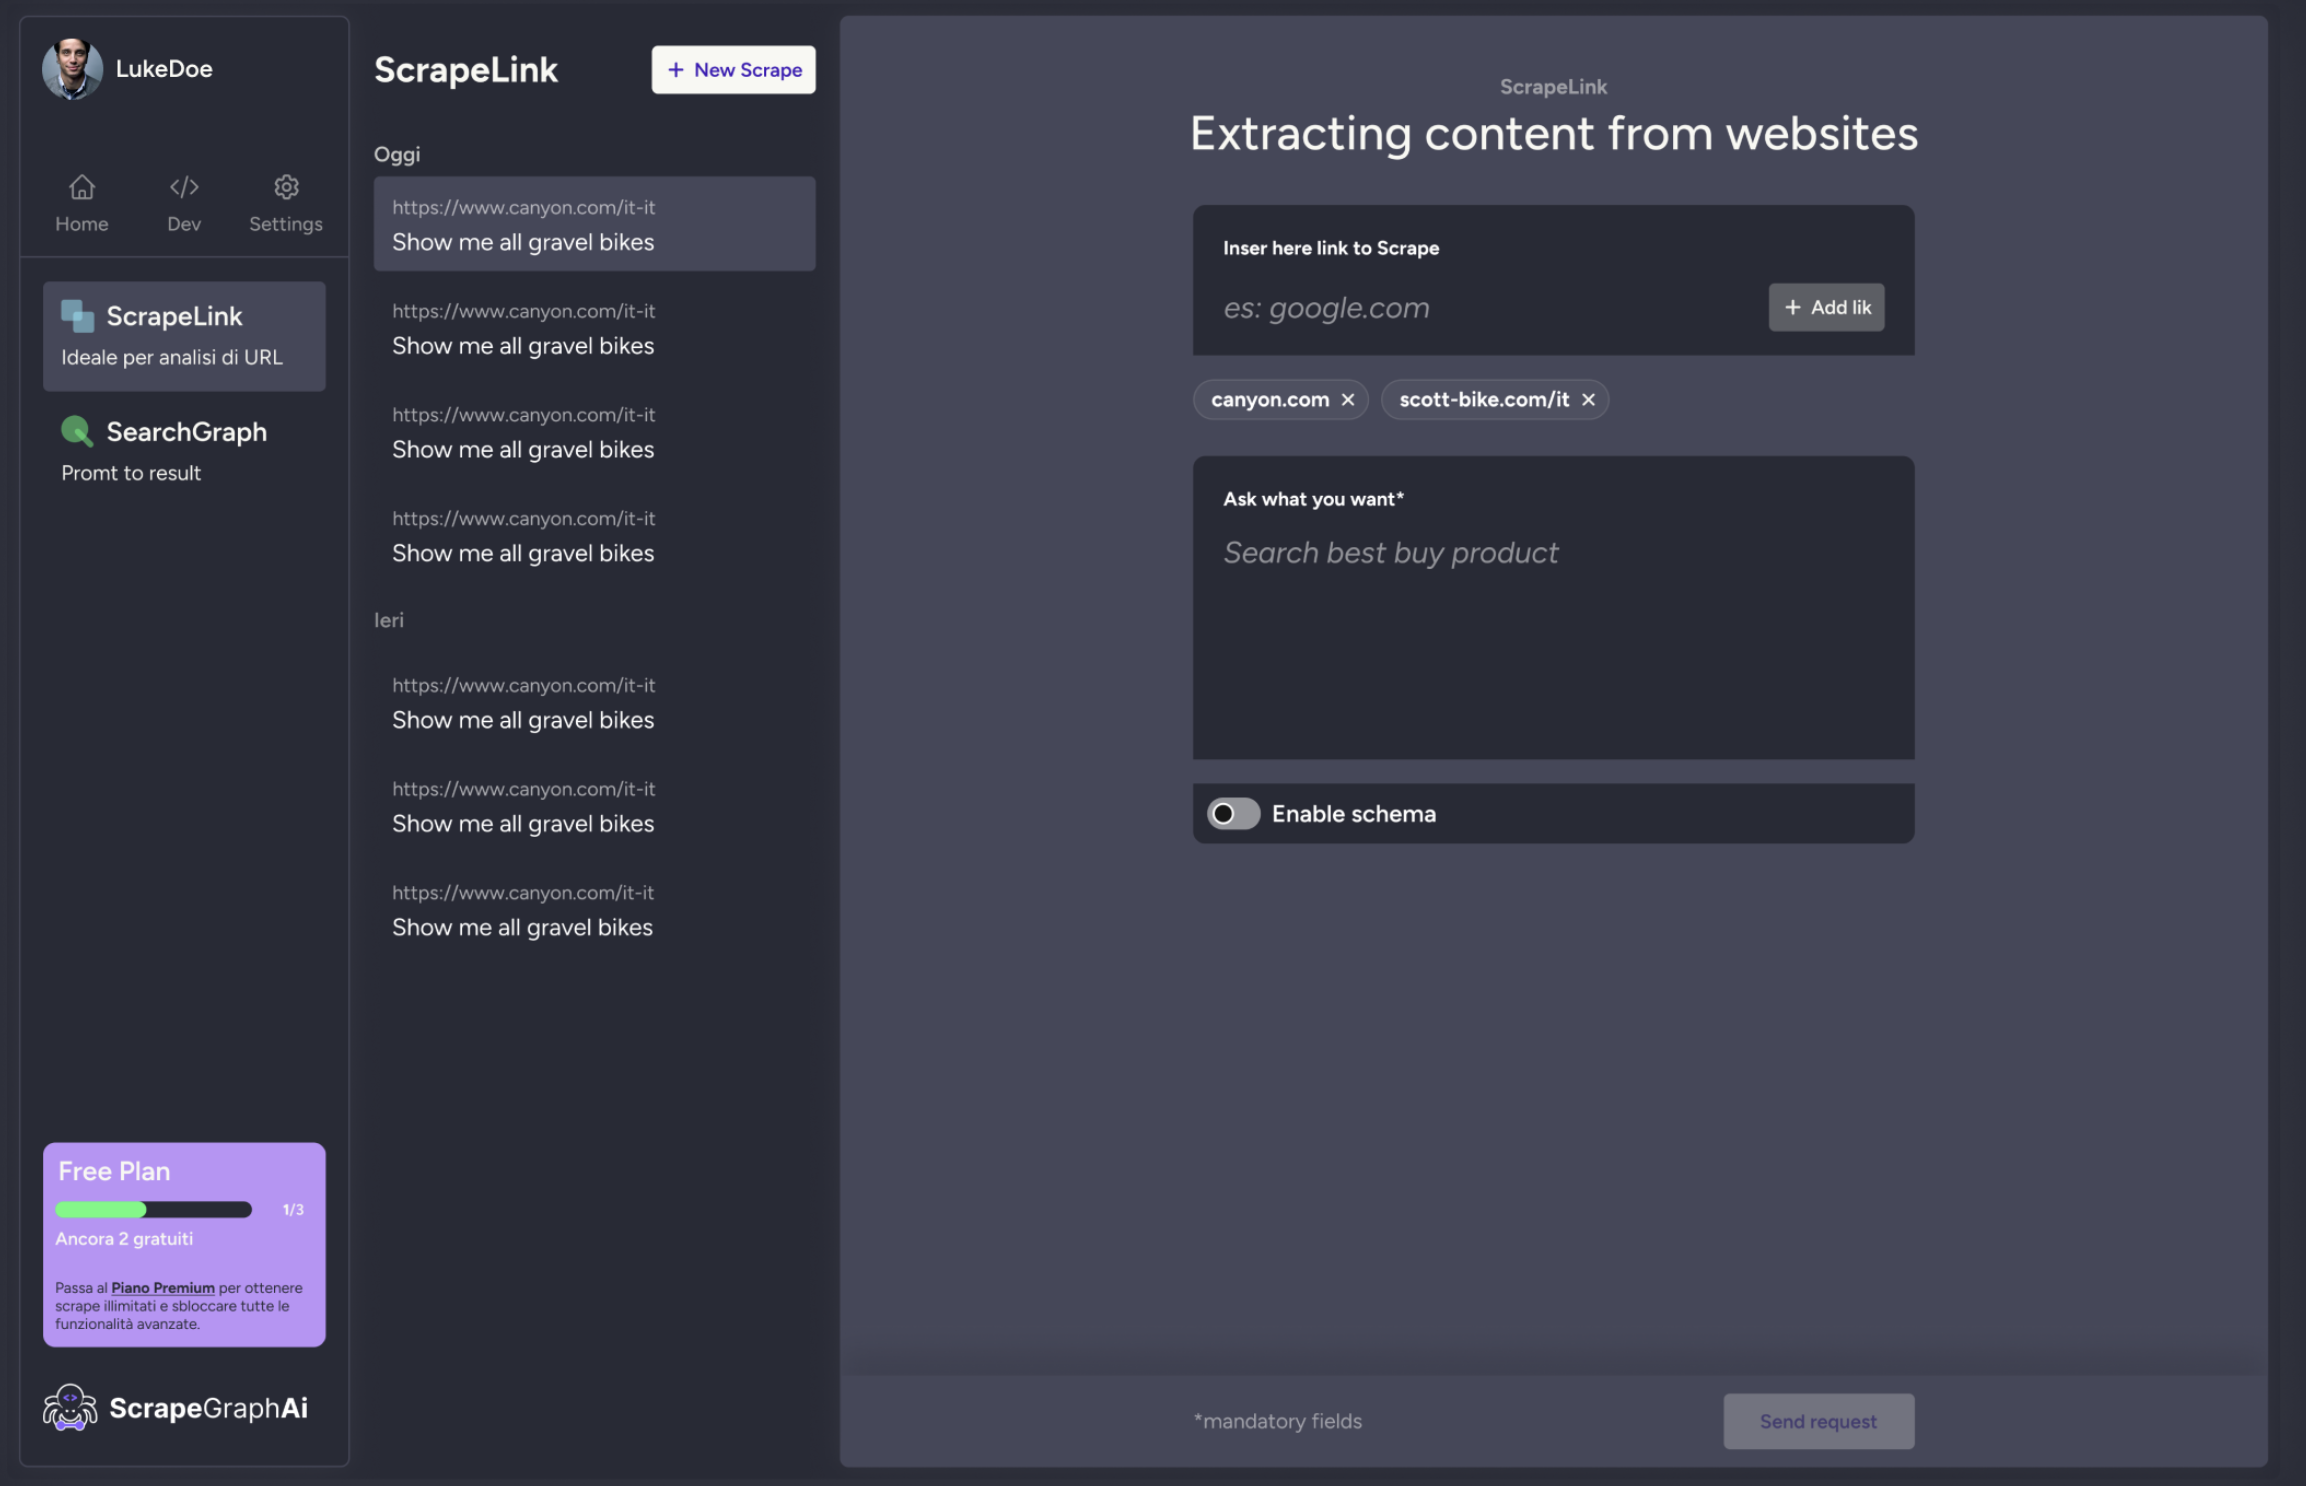 LukeDoe
Home
Dev
Settings
ScrapeLink
Ideale per analisi di URL
SearchGraph
Promt to result
Free Plan
1/3
Ancora 2 gratuiti
Passa al Piano Premium per ottenere
scrape illimitati e sbloccare tutte le
funzionalità avanzate.
ScrapeGraphAi
ScrapeLink
+ New Scrape
Oggi
https://www.canyon.com/it-it
Show me all gravel bikes
https://www.canyon.com/it-it
Show me all gravel bikes
https://www.canyon.com/it-it
Show me all gravel bikes
https://www.canyon.com/it-it
Show me all gravel bikes
Ieri
https://www.canyon.com/it-it
Show me all gravel bikes
https://www.canyon.com/it-it
Show me all gravel bikes
https://www.canyon.com/it-it
Show me all gravel bikes
ScrapeLink
Extracting content from websites
Inser here link to Scrape
es: google.com
+ Add lik
canyon.com ×
scott-bike.com/it ×
Ask what you want*
Search best buy product
Enable schema
*mandatory fields
Send request